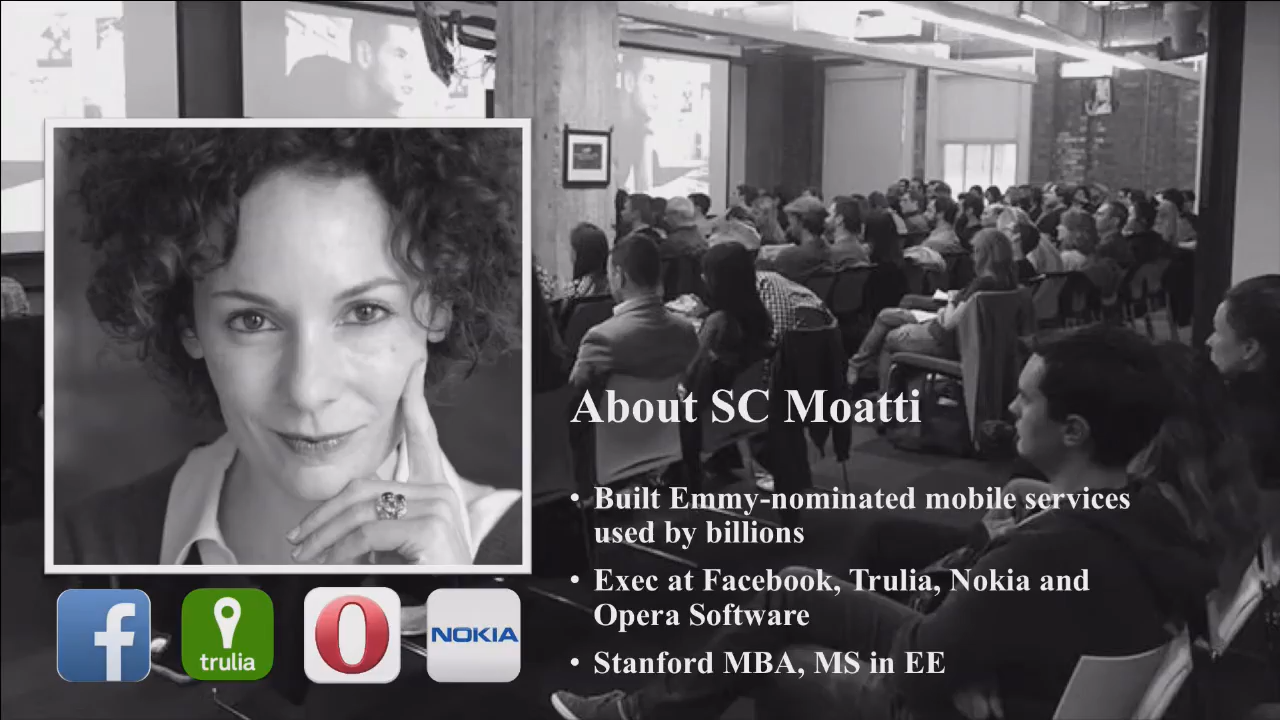 About SC Moatti
• Built Emmy-nominated mobile services
used by billions
• Exec at Facebook, Trulia, Nokia and
Opera Software
• Stanford MBA, MS in EE
f
trulia
O
NOKIA